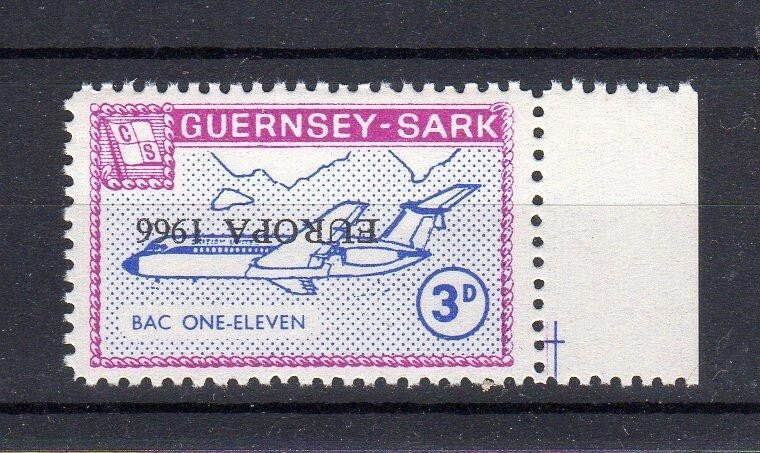 C
S
GUERNSEY-SARK
EUROPA 1966
BAC ONE-ELEVEN
3D